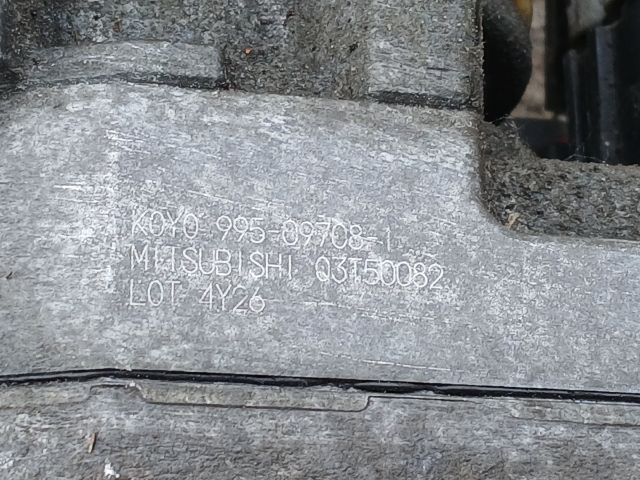 KOYO 995-09708-1
MITSUBISHI Q3T50082
LOT 4Y26